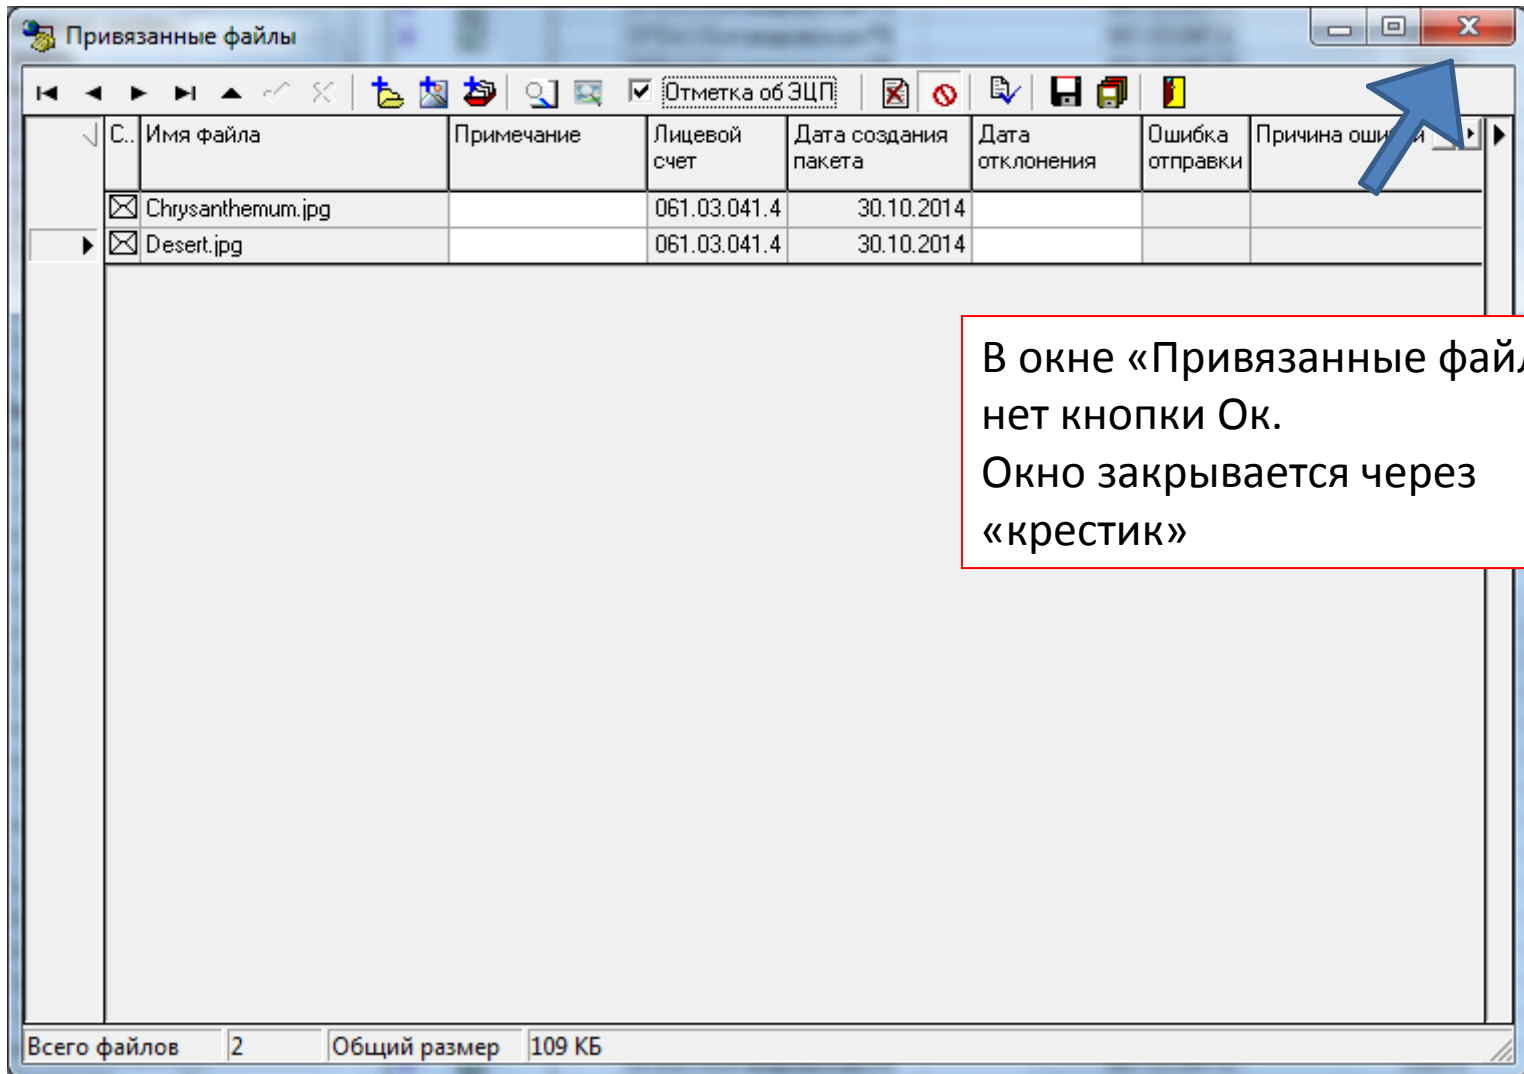 Привязанные файлы
Отметка об ЭЦП
С.. Имя файла Примечание Лицевой счет Дата создания пакета Дата отклонения Ошибка отправки Причина
Chrysanthemum.jpg 061.03.041.4 30.10.2014
Desert.jpg 061.03.041.4 30.10.2014
В окне «Привязанные
нет кнопки Ок.
Окно закрывается через
«крестик»
Всего файлов 2 Общий размер 109 КБ